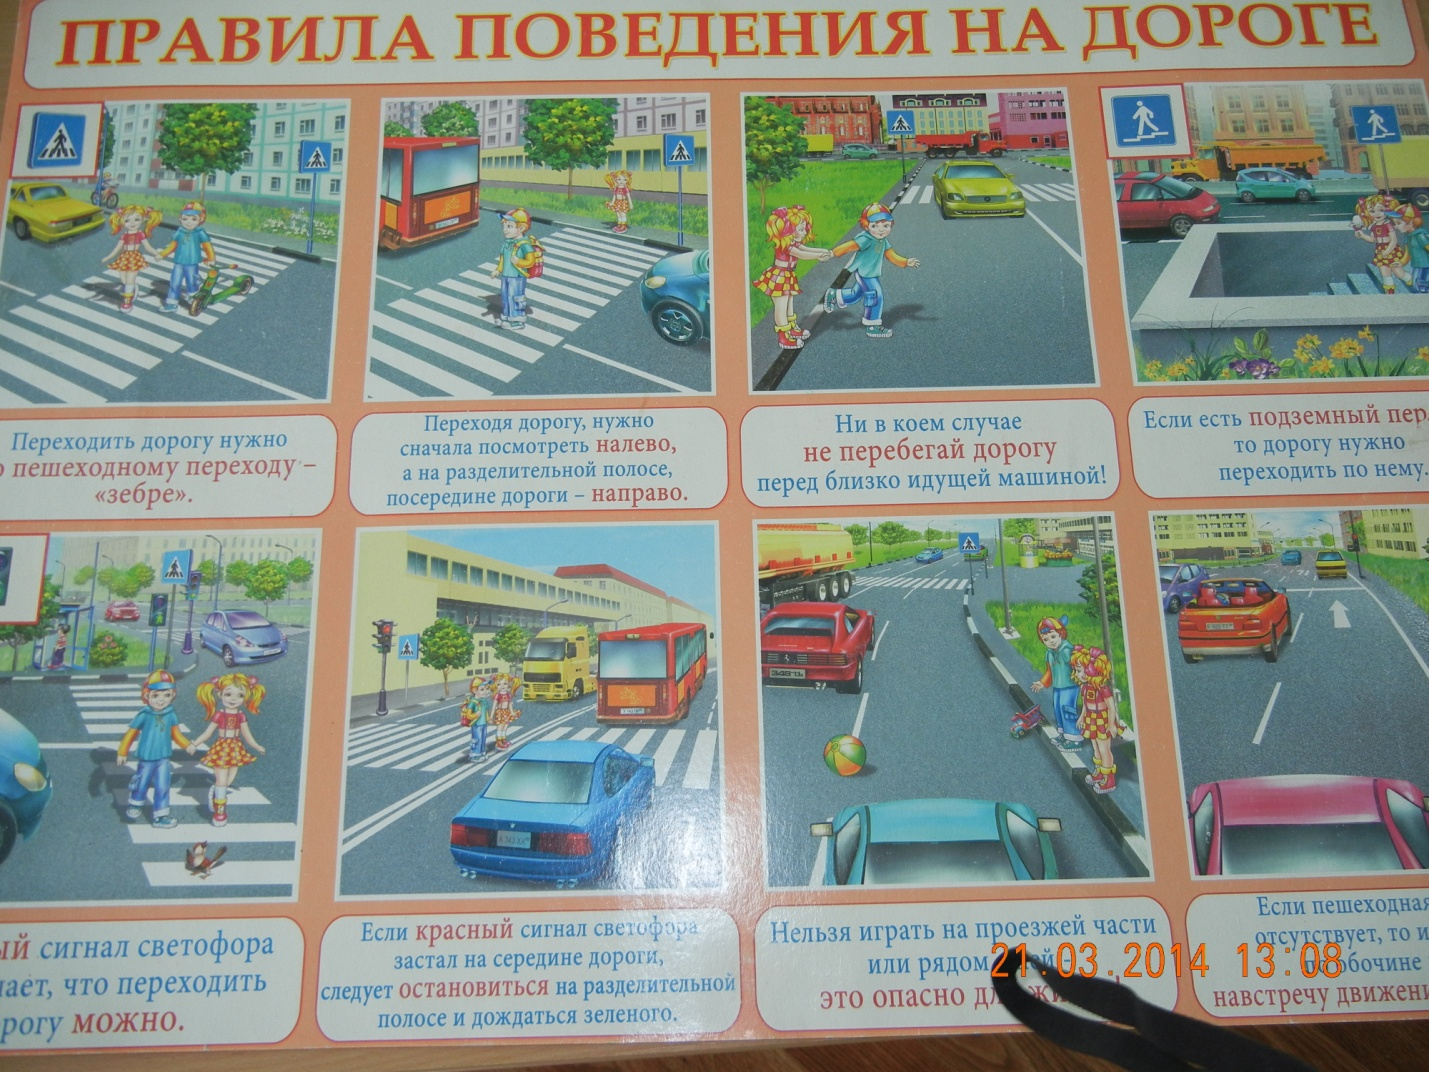 ПРАВИЛА ПОВЕДЕНИЯ НА ДОРОГЕ
Переходить дорогу нужно
о пешеходному переходу –
«зебре».
Переходя дорогу, нужно
сначала посмотреть налево,
а на разделительной полосе,
посередине дороги – направо.
Ни в коем случае
не перебегай дорогу
перед близко идущей машиной!
Если есть подземный пер
то дорогу нужно
переходить по нему.
ый сигнал светофора
ает, что переходить
рогу можно.
Если красный сигнал светофора
застал на середине дороги,
следует остановиться на разделительной
полосе и дождаться зеленого.
Нельзя играть на проезжей части
или рядом
это опасно
Если пешеходная
отсутствует, то и
обочине
навстречу движен
21.03.2014 13:08